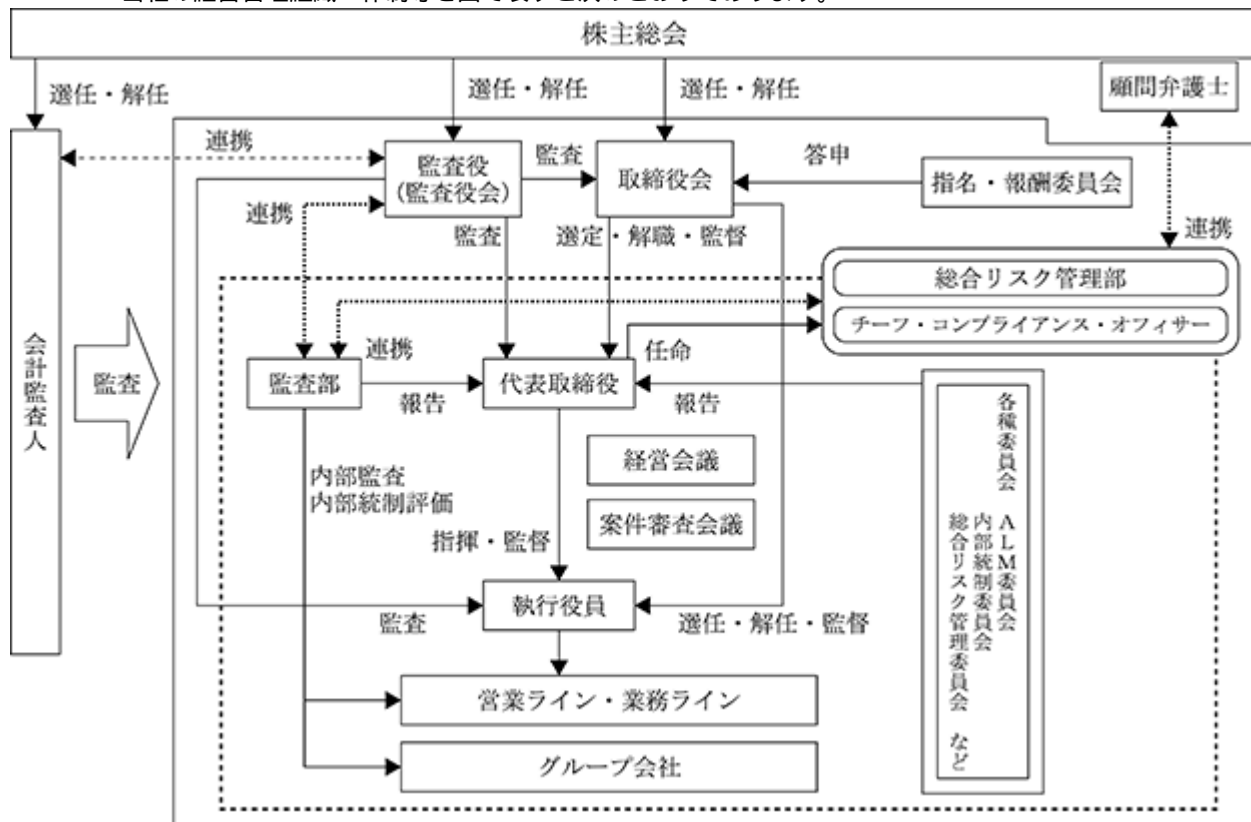 株主総会
選任・解任
選任・解任
選任・解任
顧問弁護士
連携
監査役
(監査役会)
監査
取締役会
答申
指名・報酬委員会
連携
監査
選定・解職・監督
連携
総合リスク管理部
チーフ・コンプライアンス・オフィサー
会計監査人
監査
連携
任命
監査部
報告
代表取締役
報告
各種委員会
ALM委員会
内部統制委員会
総合リスク管理委員会 など
経営会議
内部監査
内部統制評価
案件審査会議
指揮・監督
執行役員
監査
選任・解任・監督
営業ライン・業務ライン
グループ会社